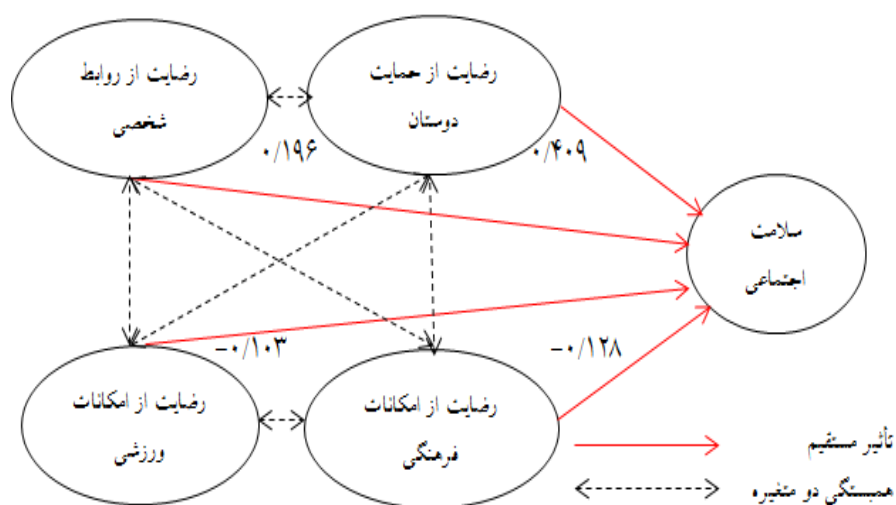 رضایت از روابط
شخصی
رضایت از حمایت
دوستان
۰/۱۹۶
۰/۴۰۹
سلامت
اجتماعی
-۰/۱۰۳
-۰/۱۲۸
رضایت از امکانات
ورزشی
رضایت از امکانات
فرهنگی
تأثیر مستقیم
همبستگی دو متغیره